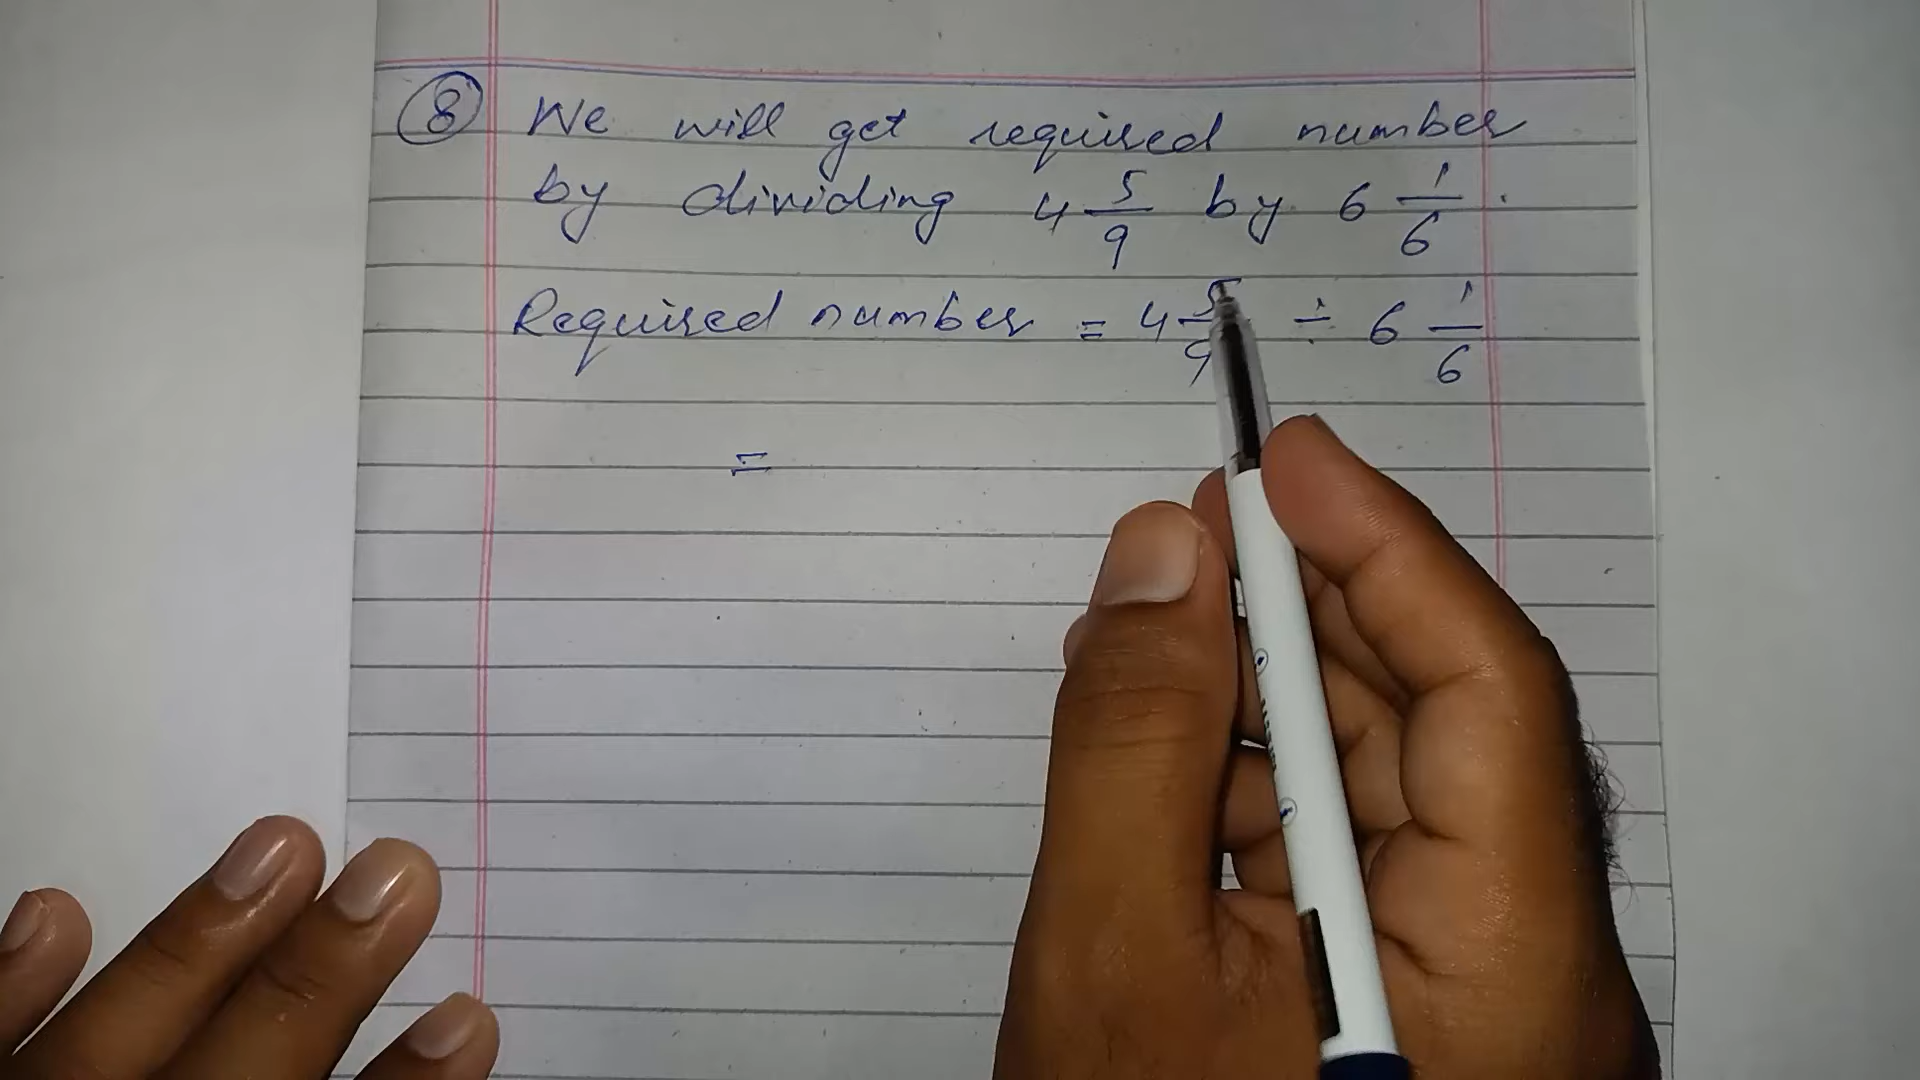 8 We will get required number
by dividing 4 5/9 by 6 1/6.
Required number = 4 5/9 ÷ 6 1/6
=